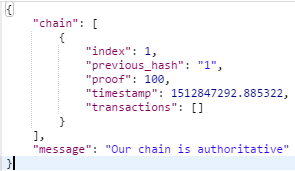 {
    "chain": [
        {
            "index": 1,
            "previous_hash": "1",
            "proof": 100,
            "timestamp": 1512847292.885322,
            "transactions": []
        }
    ],
    "message": "Our chain is authoritative"
}